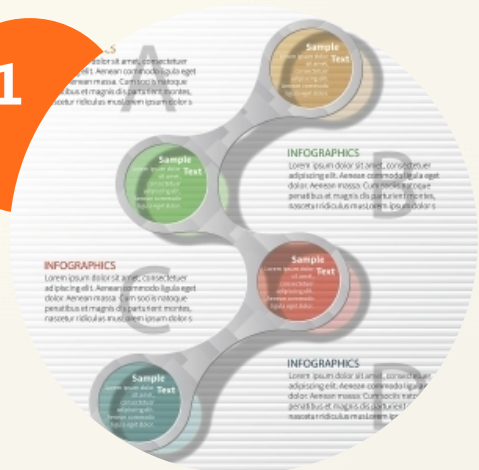 1
Sample
Text
A
dolor sit amet, consectetuer
elit. Aenean commodo ligula eget
Aenean massa. Cum sociis natoque
penatibus et magnis dis parturient montes,
nascetur ridiculus mus Lorem ipsum dolor s
INFOGRAPHICS
B
Lorem ipsum dolor sit amet, consectetuer
adipiscing elit. Aenean commodo ligula eget
dolor. Aenean massa. Cum sociis natoque
penatibus et magnis dis parturient montes,
nascetur ridiculus mus Lorem ipsum dolor s
Sample
Text
INFOGRAPHICS
C
Lorem ipsum dolor sit amet, consectetuer
adipiscing elit. Aenean commodo ligula eget
dolor. Aenean massa. Cum sociis natoque
penatibus et magnis dis parturient montes,
nascetur ridiculus mus Lorem ipsum dolor s
Sample
Text
INFOGRAPHICS
Lorem ipsum dolor sit amet, consectetuer
adipiscing elit. Aenean commodo ligula
dolor. Aenean massa. Cum sociis nato
penatibus et magnis dis parturient
nascetur ridiculus mus Lorem ipsum
Sample
Text